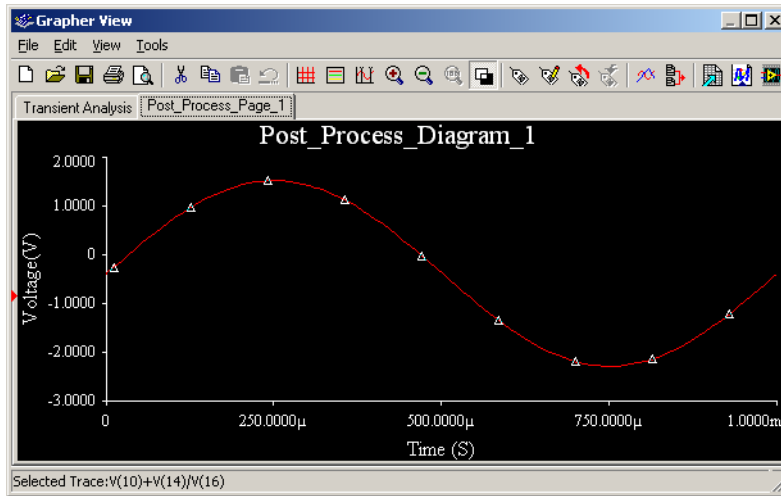 Grapher View
File Edit View Tools
Transient Analysis Post_Process_Page_1
Post_Process_Diagram_1
2.0000
1.0000
0
-1.0000
-2.0000
-3.0000
Voltage(V)
0 250.0000µ 500.0000µ 750.0000µ 1.0000m
Time (S)
Selected Trace:V(10)+V(14)/V(16)